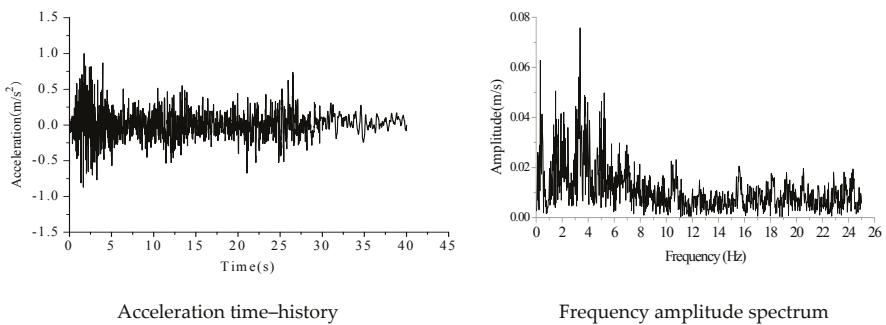 1.5
1.0
0.5
0.0
-0.5
-1.0
-1.5
Acceleration(m/s²)
0 5 10 15 20 25 30 35 40 45
Time(s)
Acceleration time–history
0.08
0.06
0.04
0.02
0.00
Amplitude(m/s)
0 2 4 6 8 10 12 14 16 18 20 22 24 26
Frequency (Hz)
Frequency amplitude spectrum